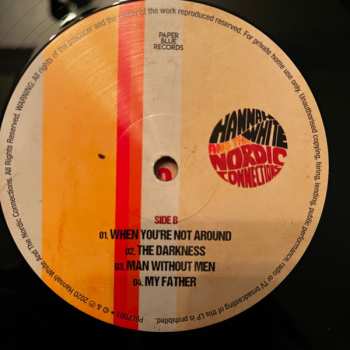 PAPER
BLUE
RECORDS
HANNAH
WHITE
AND THE
NORDIC
CONNECTIONS
SIDE B
01. WHEN YOU'RE NOT AROUND
02. THE DARKNESS
03. MAN WITHOUT MEN
04. MY FATHER
℗ & © 2020 Hannah White And The Nordic Connections. All Rights Reserved. WARNING: All rights of the producer and the owner of the work reproduced reserved. For private home use only. Unauthorised copying, hiring, lending, public performance, radio or TV broadcasting of this LP is prohibited.